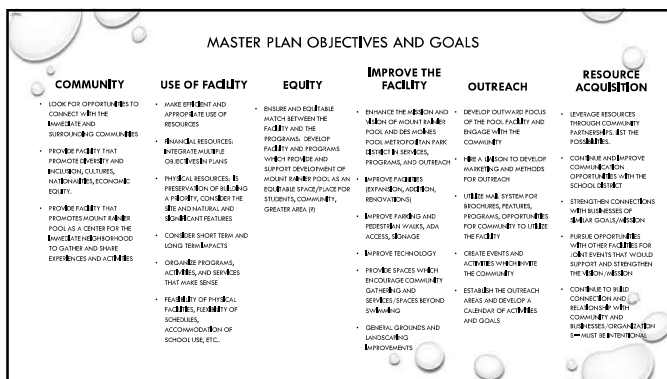 MASTER PLAN OBJECTIVES AND GOALS
COMMUNITY
• LOOK FOR OPPORTUNITIES TO
CONNECT WITH THE
IMMEDIATE AND
SURROUNDING COMMUNITIES
• PROVIDE FACILITY THAT
PROMOTE DIVERSITY AND
INCLUSION, CULTURES,
NATIONALITIES, ECONOMIC
EQUITY.
• PROVIDE FACILITY THAT
PROMOTES MOUNT RAINIER
POOL AS A CENTER FOR THE
IMMEDIATE NEIGHBORHOOD
TO GATHER AND SHARE
EXPERIENCES AND ACTIVITIES
USE OF FACILITY
• MAKE EFFICIENT AND
APPROPRIATE USE OF
RESOURCES
• FINANCIAL RESOURCES:
INTEGRATE MULTIPLE
OBJECTIVES IN PLANS
• PHYSICAL RESOURCES: IS
PRESERVATION OF BUILDING
A PRIORITY, CONSIDER THE
SITE AND NATURAL AND
SIGNIFICANT FEATURES
• CONSIDER SHORT TERM AND
LONG TERM IMPACTS
• ORGANIZE PROGRAMS,
ACTIVITIES, AND SERVICES
THAT MAKE SENSE
• FEASIBILITY OF PHYSICAL
FACILITIES, FLEXIBILITY OF
SCHEDULES,
ACCOMMODATION OF
SCHOOL USE, ETC..
EQUITY
• ENSURE AND EQUITABLE
MATCH BETWEEN THE
FACILITY AND THE
PROGRAMS: DEVELOP
FACILITY AND PROGRAMS
WHICH PROVIDE AND
SUPPORT DEVELOPMENT OF
MOUNT RAINIER POOL AS AN
EQUITABLE SPACE/PLACE FOR
STUDENTS, COMMUNITY,
GREATER AREA (?)
IMPROVE THE
FACILITY
• ENHANCE THE MISSION AND
VISION OF MOUNT RAINIER
POOL AND DES MOINES
POOL METROPOLITAN PARK
DISTRICT IN SERVICES,
PROGRAMS, AND OUTREACH
• IMPROVE FACILITIES
(EXPANSION, ADDITION,
RENOVATIONS)
• IMPROVE PARKING AND
PEDESTRIAN WALKS, ADA
ACCESS, SIGNAGE
• IMPROVE TECHNOLOGY
• PROVIDE SPACES WHICH
ENCOURAGE COMMUNITY
GATHERING AND
SERVICES/SPACES BEYOND
SWIMMING
• GENERAL GROUNDS AND
LANDSCAPING
IMPROVEMENTS
OUTREACH
• DEVELOP OUTWARD FOCUS
OF THE POOL FACILITY AND
ENGAGE WITH THE
COMMUNITY
• HIRE A LIAISON TO DEVELOP
MARKETING AND METHODS
FOR OUTREACH
• UTILIZE MAIL SYSTEM FOR
BROCHURES, FEATURES,
PROGRAMS, OPPORTUNITIES
FOR COMMUNITY TO UTILIZE
THE FACILITY
• CREATE EVENTS AND
ACTIVITIES WHICH INVITE
THE COMMUNITY
• ESTABLISH THE OUTREACH
AREAS AND DEVELOP A
CALENDAR OF ACTIVITIES
AND GOALS
RESOURCE
ACQUISITION
• LEVERAGE RESOURCES
THROUGH COMMUNITY
PARTNERSHIPS. LIST THE
POSSIBILITIES.
• CONTINUE AND IMPROVE
COMMUNICATION
OPPORTUNITIES WITH THE
SCHOOL DISTRICT
• STRENGTHEN CONNECTIONS
WITH BUSINESSES OF
SIMILAR GOALS/MISSION
• PURSUE OPPORTUNITIES
WITH OTHER FACILITIES FOR
JOINT EVENTS THAT WOULD
SUPPORT AND STRENGTHEN
THE VISION/MISSION
• CONTINUE TO BUILD
CONNECTION AND
RELATIONSHIP WITH
COMMUNITY AND
BUSINESSES/ORGANIZATION
S—MUST BE INTENTIONAL